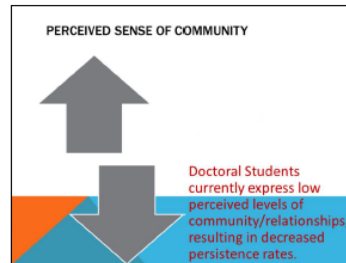 PERCEIVED SENSE OF COMMUNITY
Doctoral Students
currently express low
perceived levels of
community/relationships
resulting in decreased
persistence rates.